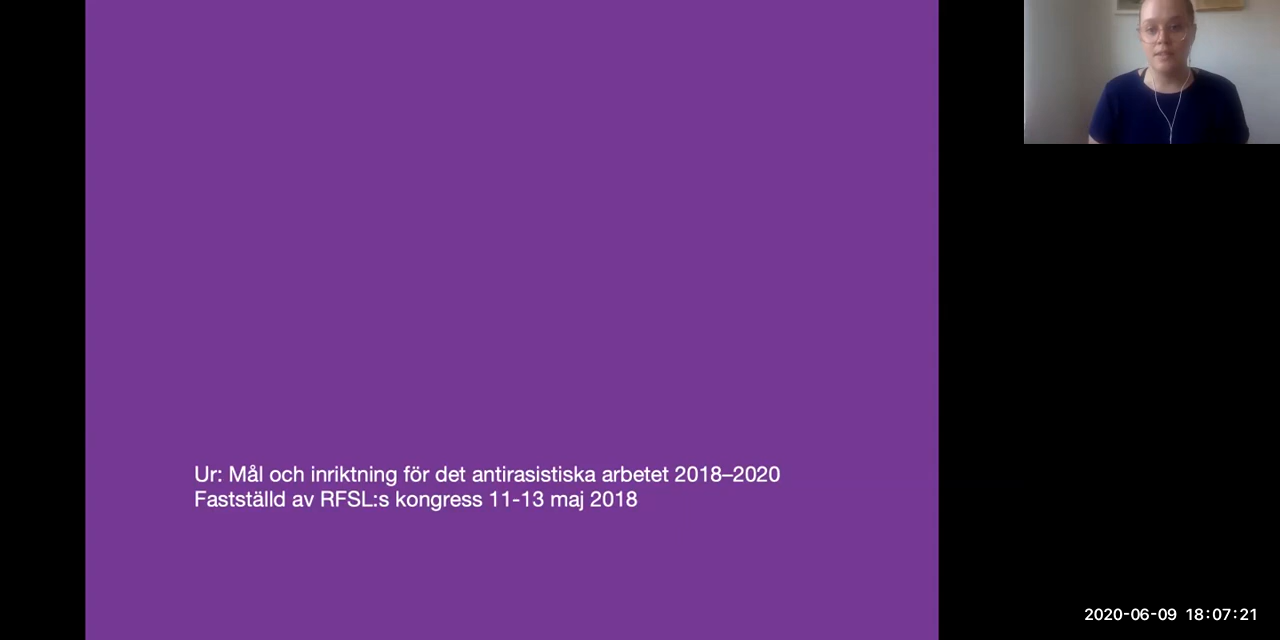 Ur: Mål och inriktning för det antirasistiska arbetet 2018–2020
Fastställd av RFSL:s kongress 11-13 maj 2018
2020-06-09 18:07:21